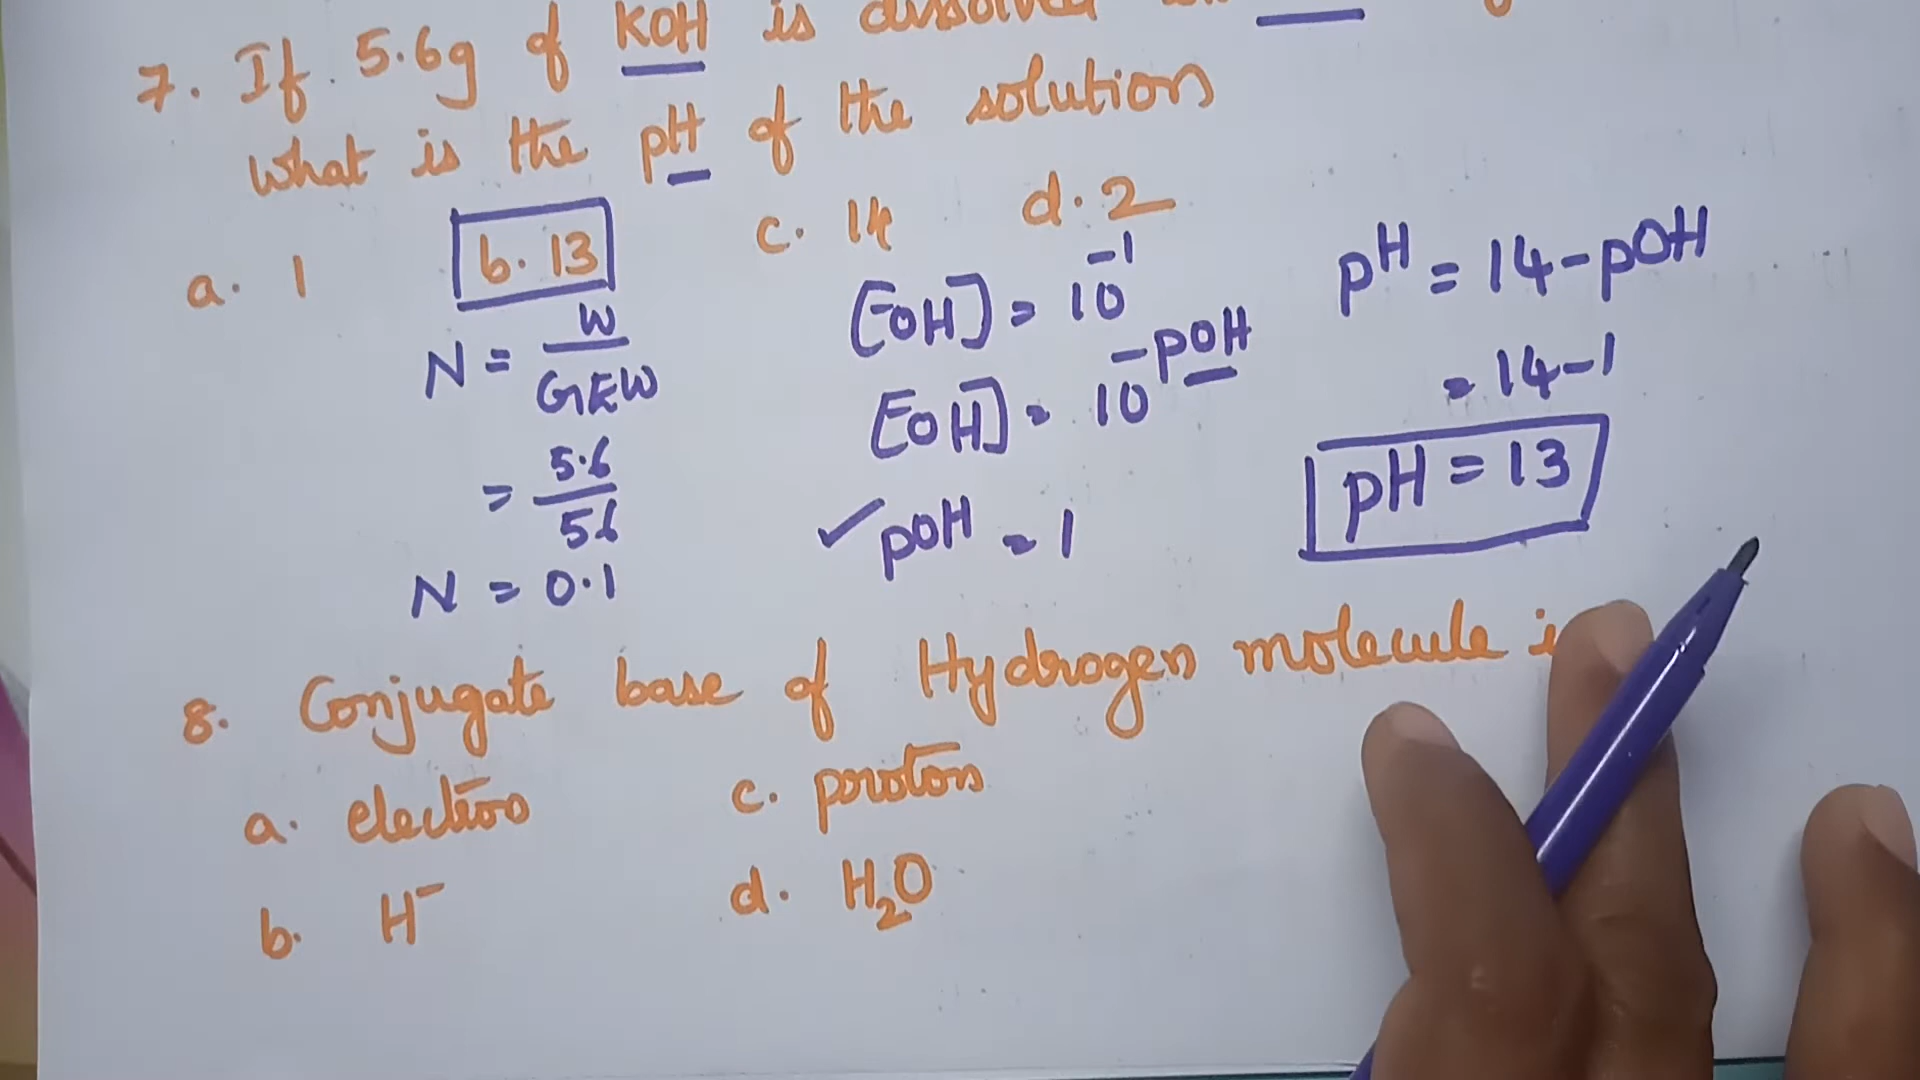 7. If 5.6g of KOH is dissolved
What is the pH of the solution
a. 1 b. 13 c. 14 d. 2
N = W/GEW
= 5.6/56
N = 0.1
[OH⁻] = 10⁻¹
[OH⁻] = 10^-pOH
✓ pOH = 1
pH = 14 - pOH
= 14 - 1
pH = 13
8. Conjugate base of Hydrogen molecule
a. electron c. proton
b. H⁻ d. H₂O